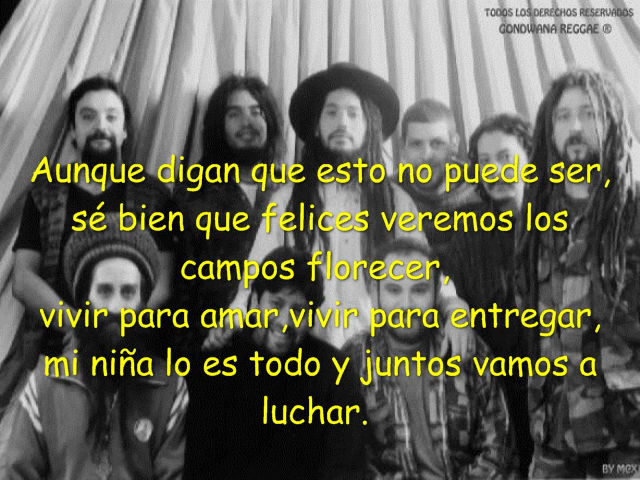 TODOS LOS DERECHOS RESERVADOS
GONDWANA REGGAE ®
Aunque digan que esto no puede ser,
sé bien que felices veremos los
campos florecer,
vivir para amar,vivir para entregar,
mi niña lo es todo y juntos vamos a
luchar.
BY MEX